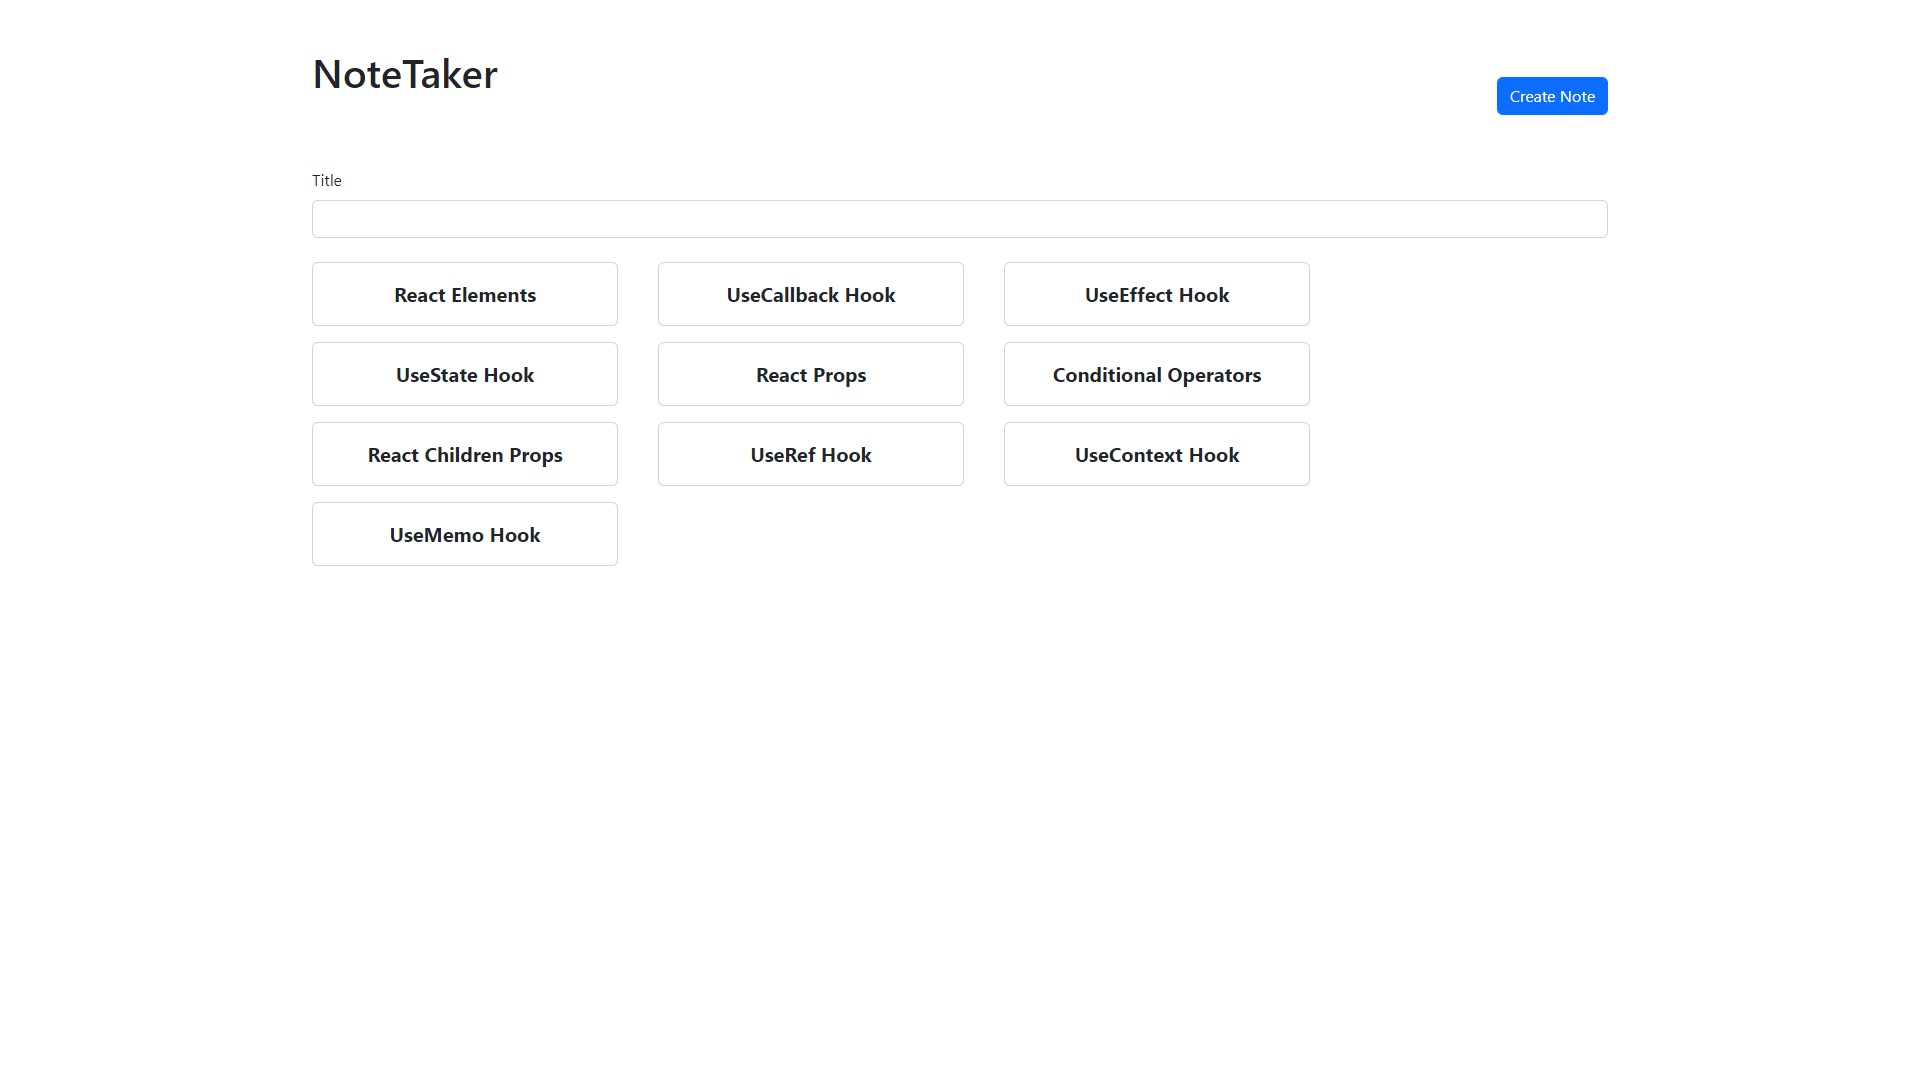 NoteTaker
Create Note
Title
React Elements
UseCallback Hook
UseEffect Hook
UseState Hook
React Props
Conditional Operators
React Children Props
UseRef Hook
UseContext Hook
UseMemo Hook